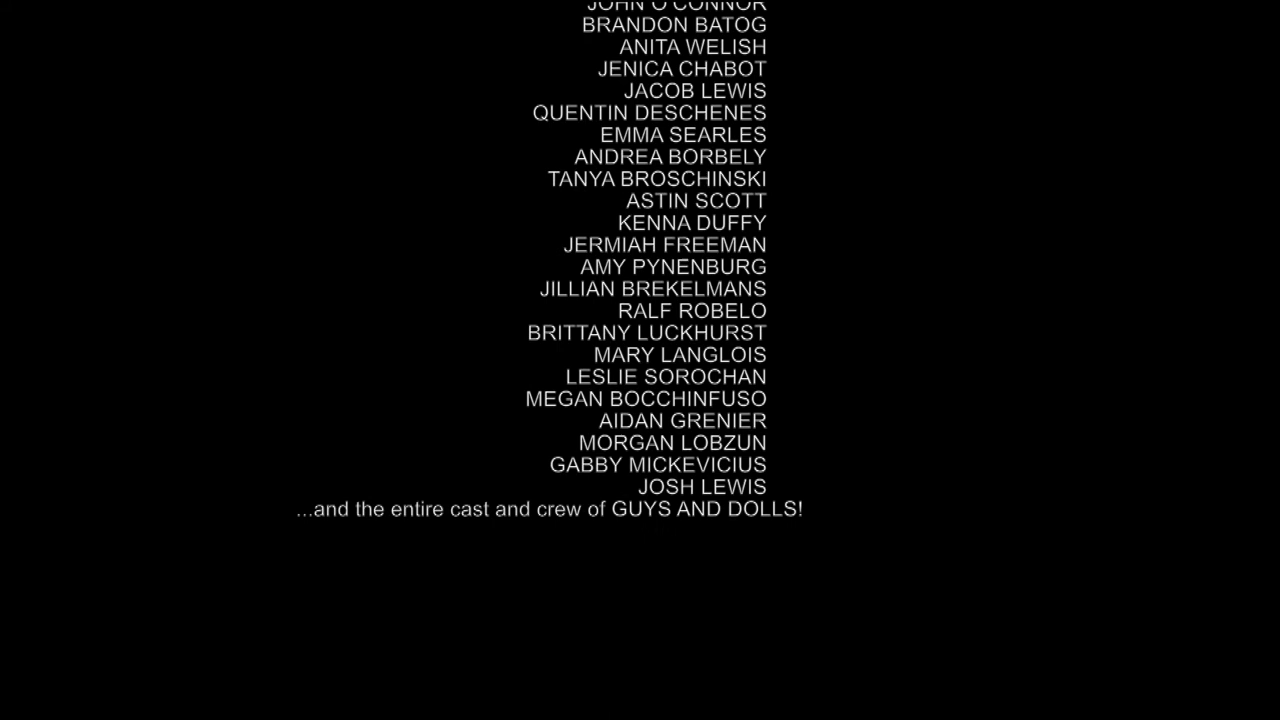 JOHN O'CONNOR
BRANDON BATOG
ANITA WELISH
JENICA CHABOT
JACOB LEWIS
QUENTIN DESCHENES
EMMA SEARLES
ANDREA BORBELY
TANYA BROSCHINSKI
ASTIN SCOTT
KENNA DUFFY
JERMIAH FREEMAN
AMY PYNENBURG
JILLIAN BREKELMANS
RALF ROBELO
BRITTANY LUCKHURST
MARY LANGLOIS
LESLIE SOROCHAN
MEGAN BOCCHINFUSO
AIDAN GRENIER
MORGAN LOBZUN
GABBY MICKEVICIUS
JOSH LEWIS
...and the entire cast and crew of GUYS AND DOLLS!